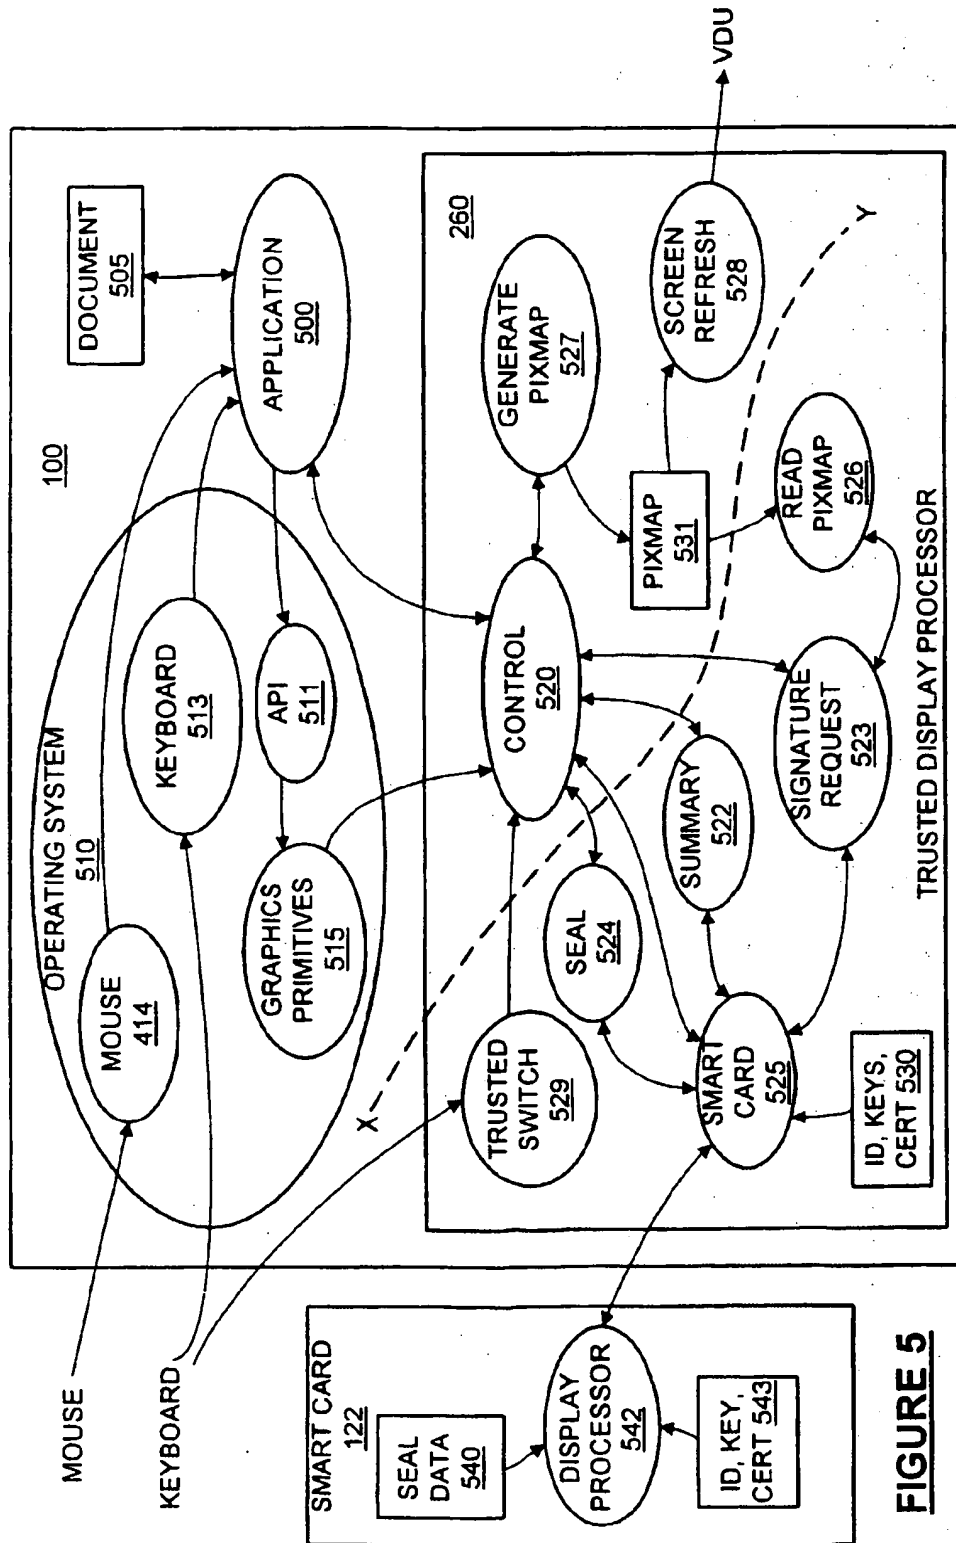 MOUSE
KEYBOARD
SMART CARD
122
SEAL
DATA
540
DISPLAY
PROCESSOR
542
ID, KEY,
CERT 543
FIGURE 5
100
OPERATING SYSTEM
510
MOUSE
414
KEYBOARD
513
API
511
GRAPHICS
PRIMITIVES
515
DOCUMENT
505
APPLICATION
500
X
260
TRUSTED
SWITCH
529
CONTROL
520
GENERATE
PIXMAP
527
SEAL
524
PIXMAP
531
SCREEN
REFRESH
528
VDU
SMART
CARD
525
SUMMARY
522
READ
PIXMAP
526
Y
SIGNATURE
REQUEST
523
ID, KEYS,
CERT 530
TRUSTED DISPLAY PROCESSOR